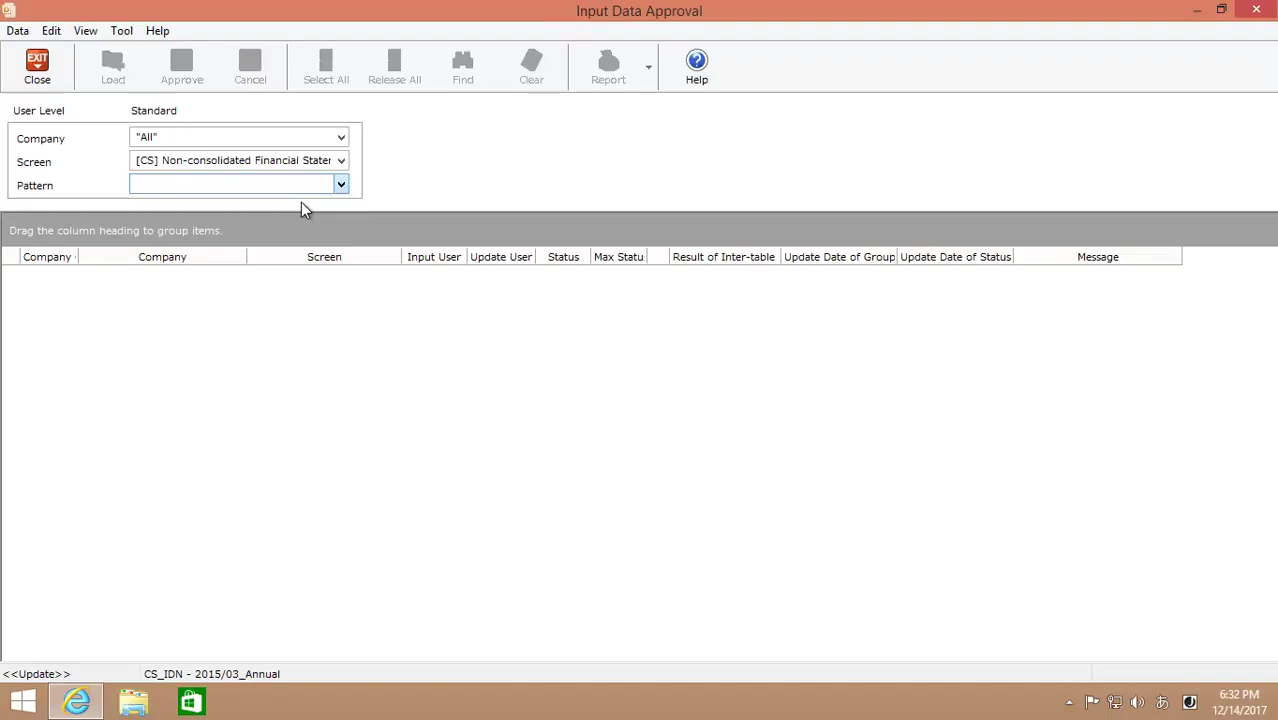 Input Data Approval
Data Edit View Tool Help
EXIT
Close Load Approve Cancel Select All Release All Find Clear Report Help
User Level Standard
Company "All"
Screen [CS] Non-consolidated Financial Stater
Pattern
Drag the column heading to group items.
Company Company Screen Input User Update User Status Max Statu Result of Inter-table Update Date of Group Update Date of Status Message
<<Update>> CS_IDN - 2015/03_Annual
あ 6:32 PM
12/14/2017